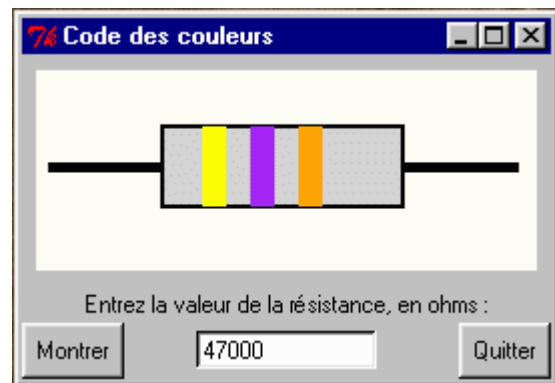 Code des couleurs
Entrez la valeur de la résistance, en ohms :
Montrer
47000
Quitter